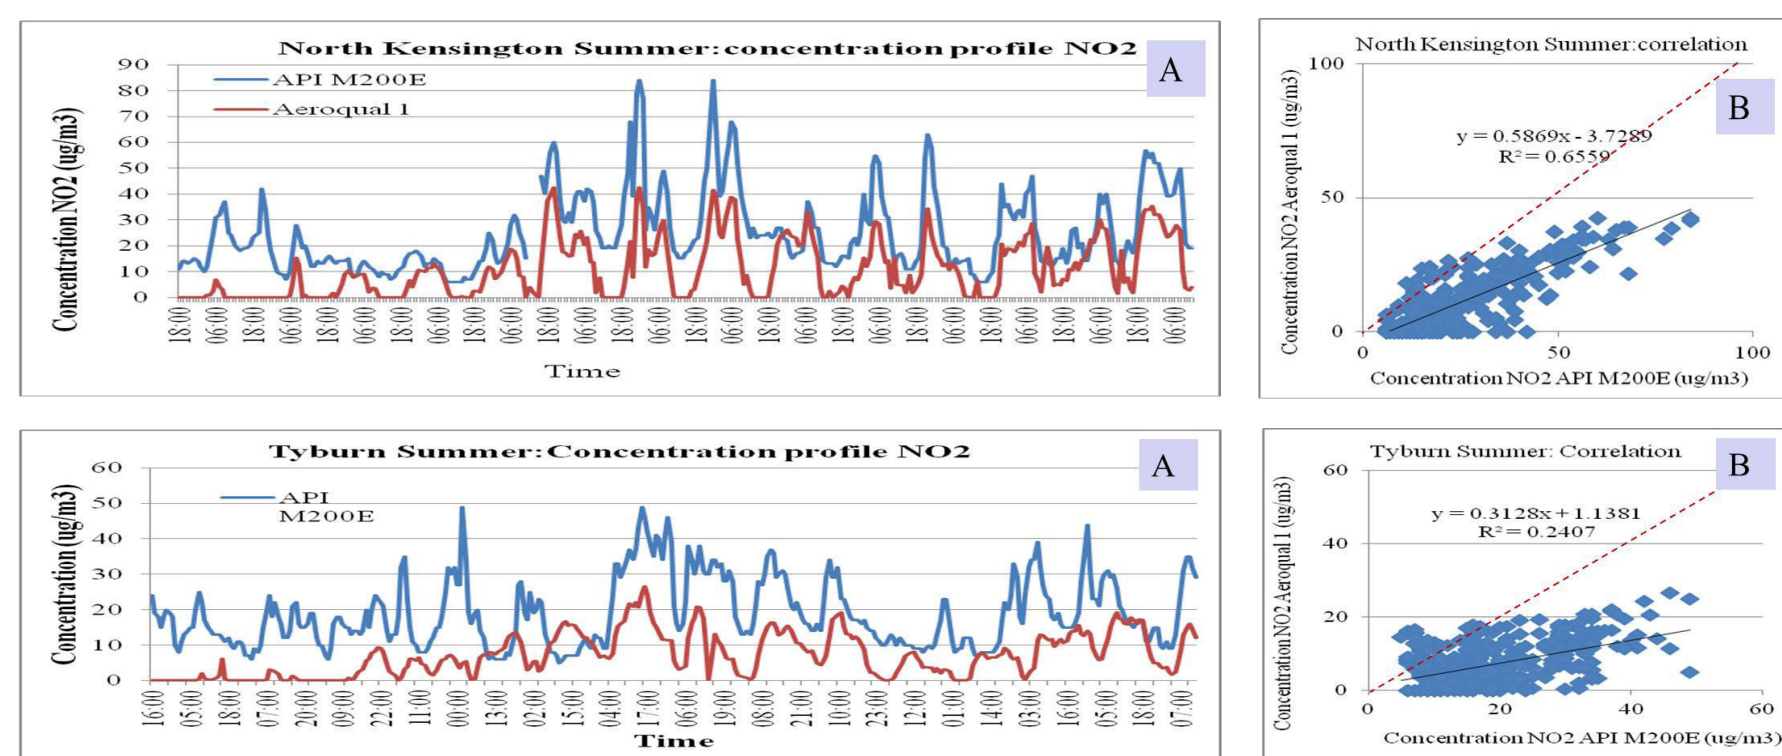 North Kensington Summer:concentration profile NO2
A
API M200E
Aeroqual 1
Concentration NO2 (ug/m3)
90
80
70
60
50
40
30
20
10
0
18:00 06:00 18:00 06:00 18:00 06:00 18:00 06:00 18:00 06:00 18:00 06:00 18:00 06:00 18:00 06:00 18:00 06:00 18:00 06:00 18:00 06:00 18:00 06:00 18:00 06:00 18:00 06:00
Time
North Kensington Summer:correlation
B
Concentration NO2 Aeroqual 1 (ug/m3)
100
50
0
y = 0.5869x - 3.7289
R² = 0.6559
0 50 100
Concentration NO2 API M200E (ug/m3)
Tyburn Summer:Concentration profile NO2
A
API
M200E
Concentration (ug/m3)
60
50
40
30
20
10
0
16:00 05:00 18:00 07:00 20:00 09:00 22:00 11:00 00:00 13:00 02:00 15:00 04:00 17:00 06:00 19:00 08:00 21:00 10:00 23:00 12:00 01:00 14:00 03:00 16:00 05:00 18:00 07:00
Time
Tyburn Summer: Correlation
B
Concentration NO2 Aeroqual 1 (ug/m3)
60
40
20
0
y = 0.3128x + 1.1381
R² = 0.2407
0 20 40 60
Concentration NO2 API M200E (ug/m3)